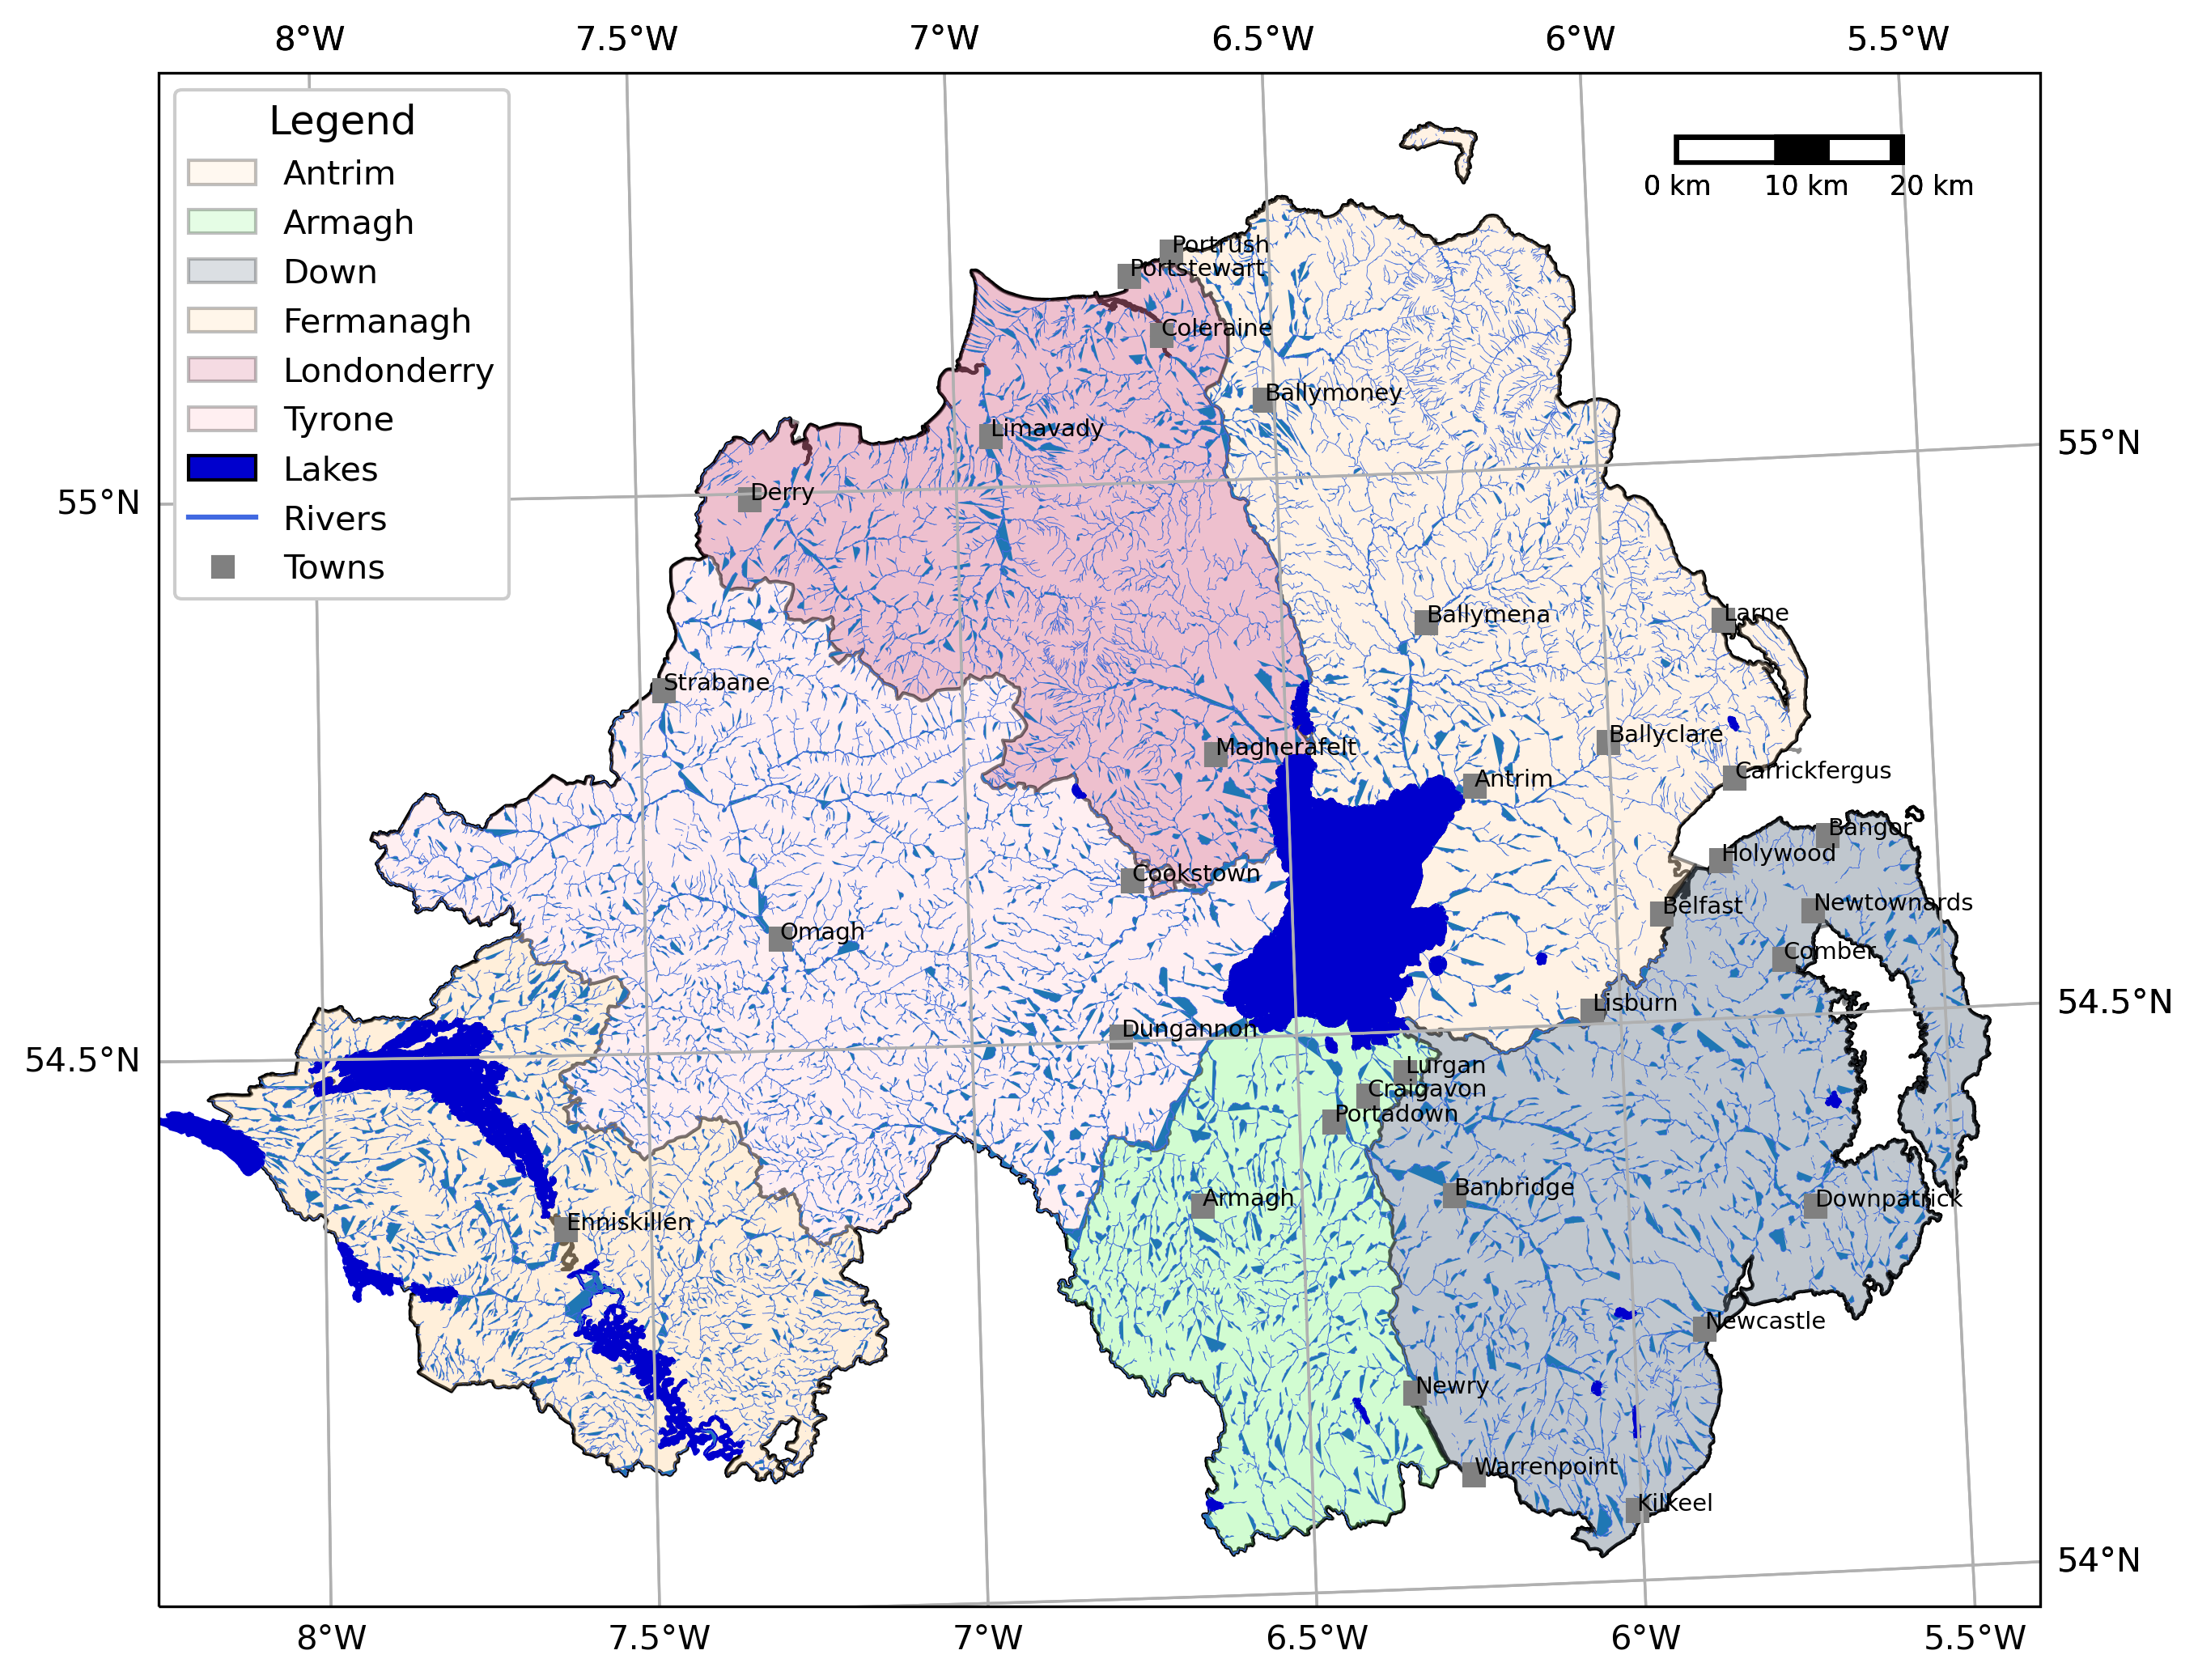 8°W 7.5°W 7°W 6.5°W 6°W 5.5°W
Legend
Antrim
Armagh
Down
Fermanagh
Londonderry
Tyrone
Lakes
Rivers
Towns
0 km 10 km 20 km
Portrush
Portstewart
Coleraine
Ballymoney
Limavady
55°N
Derry
55°N
Larne
Ballymena
Strabane
Ballyclare
Magherafelt
Carrickfergus
Antrim
Bangor
Holywood
Cookstown
Newtownards
Belfast
Omagh
Comber
Lisburn
54.5°N
Dungannon
54.5°N
Lurgan
Craigavon
Portadown
Banbridge
Armagh
Downpatrick
Enniskillen
Newcastle
Newry
Warrenpoint
Kilkeel
54°N
8°W 7.5°W 7°W 6.5°W 6°W 5.5°W